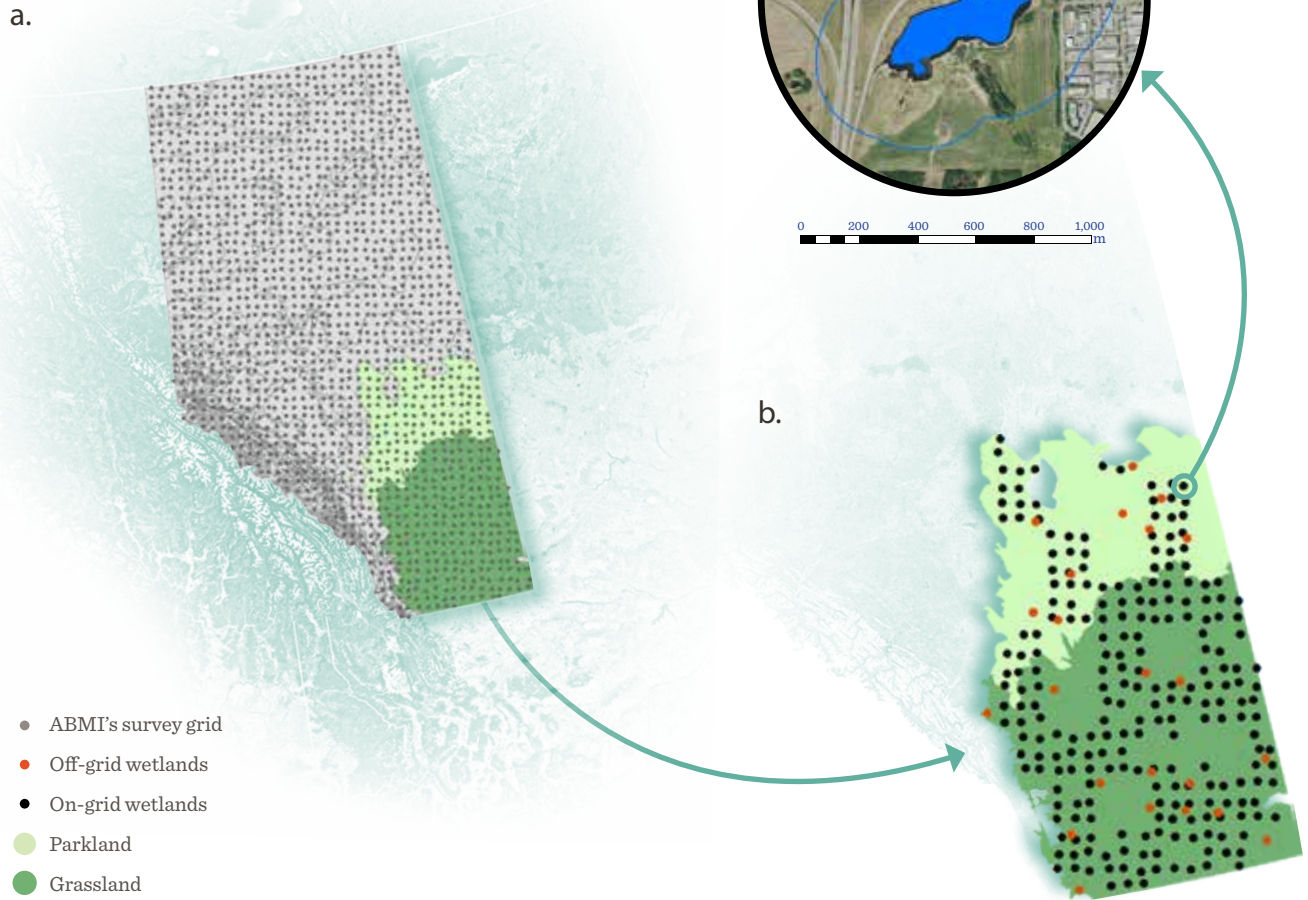 a.
0 200 400 600 800 1,000
m
b.
ABMI’s survey grid
Off-grid wetlands
On-grid wetlands
Parkland
Grassland